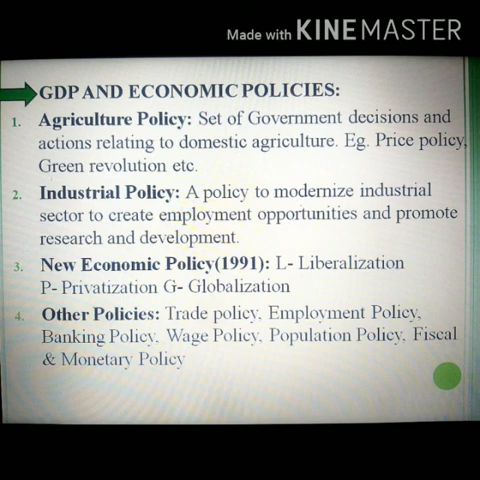 Made with KINEMASTER
GDP AND ECONOMIC POLICIES:
1. Agriculture Policy: Set of Government decisions and
actions relating to domestic agriculture. Eg. Price policy,
Green revolution etc.
2. Industrial Policy: A policy to modernize industrial
sector to create employment opportunities and promote
research and development.
3. New Economic Policy(1991): L- Liberalization
P- Privatization G- Globalization
4. Other Policies: Trade policy, Employment Policy,
Banking Policy, Wage Policy, Population Policy, Fiscal
& Monetary Policy